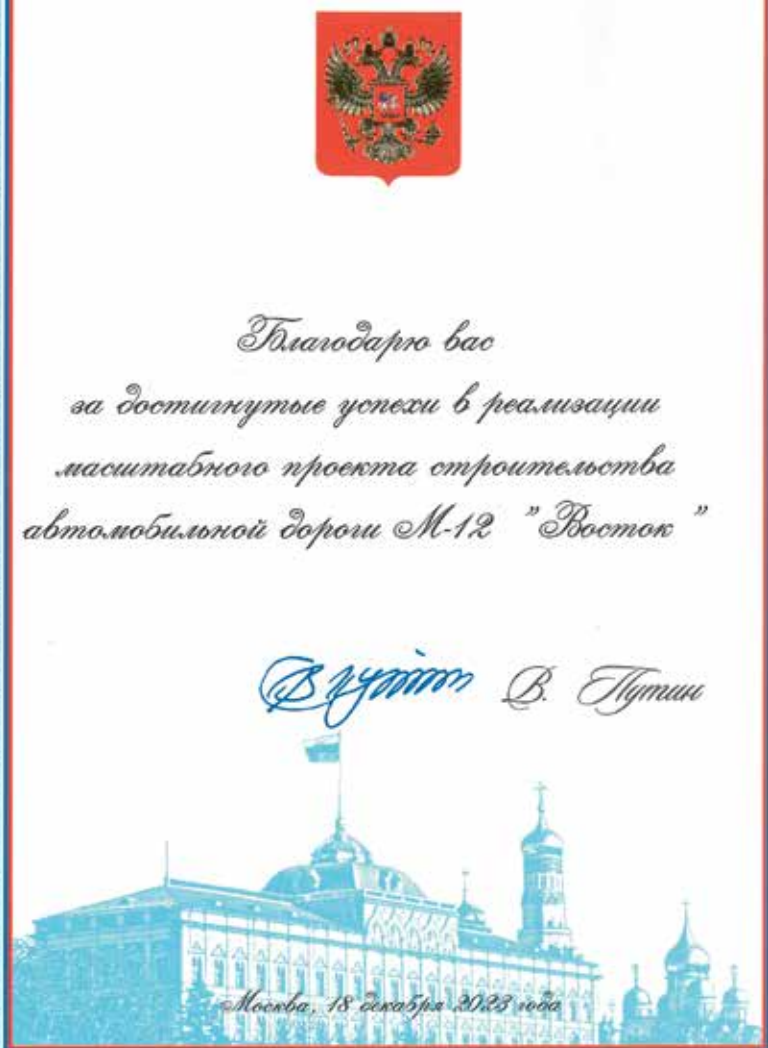 Благодарю вас
за достигнутые успехи в реализации
масштабного проекта строительства
автомобильной дороги М-12 "Восток"
В. Путин
Москва, 18 декабря 2023 года